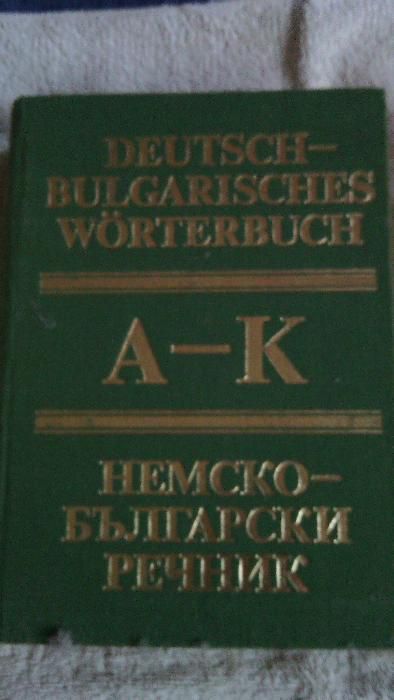 DEUTSCH–
BULGARISCHES
WÖRTERBUCH
A–K
НЕМСКО–
БЪЛГАРСКИ
РЕЧНИК